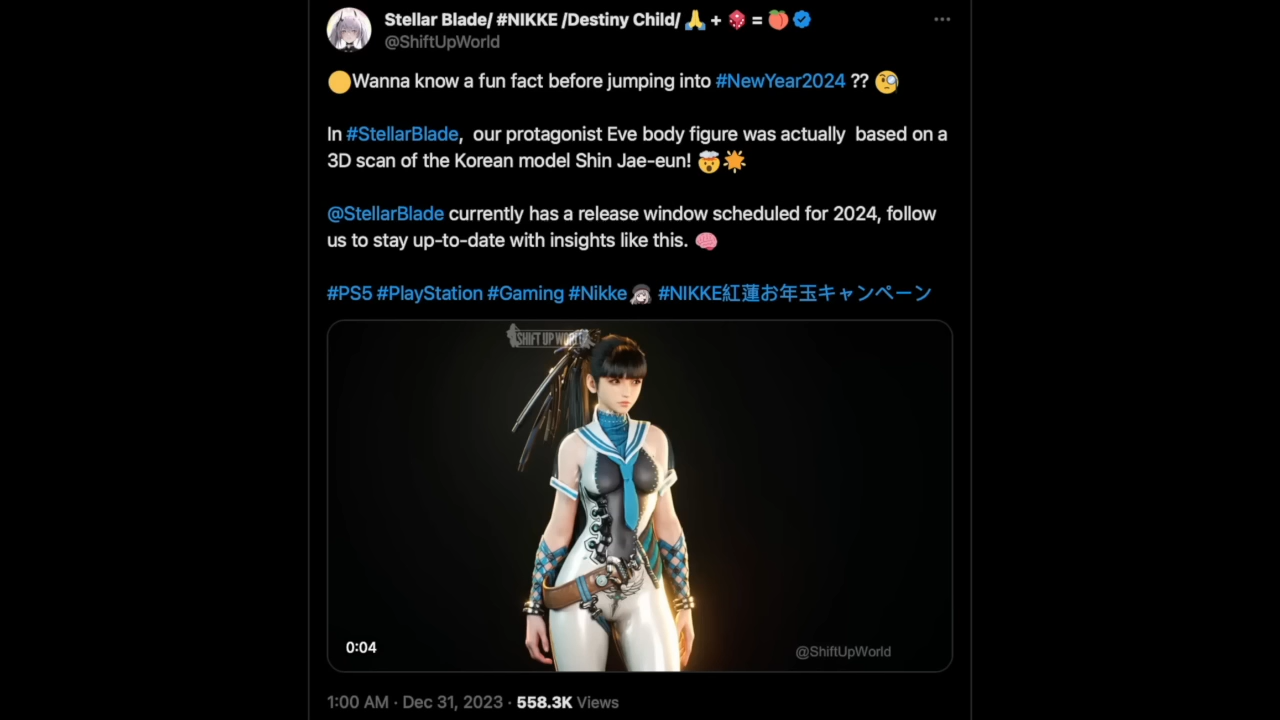 Stellar Blade/ #NIKKE /Destiny Child/ 🙏 + 🎲 = 🍑
@ShiftUpWorld
🟡Wanna know a fun fact before jumping into #NewYear2024 ?? 🧐
In #StellarBlade,  our protagonist Eve body figure was actually  based on a
3D scan of the Korean model Shin Jae-eun! 🤯🌟
@StellarBlade currently has a release window scheduled for 2024, follow
us to stay up-to-date with insights like this. 🧠
#PS5 #PlayStation #Gaming #Nikke #NIKKE紅蓮お年玉キャンペーン
SHIFT UP WORLD
0:04
@ShiftUpWorld
1:00 AM · Dec 31, 2023 · 558.3K Views